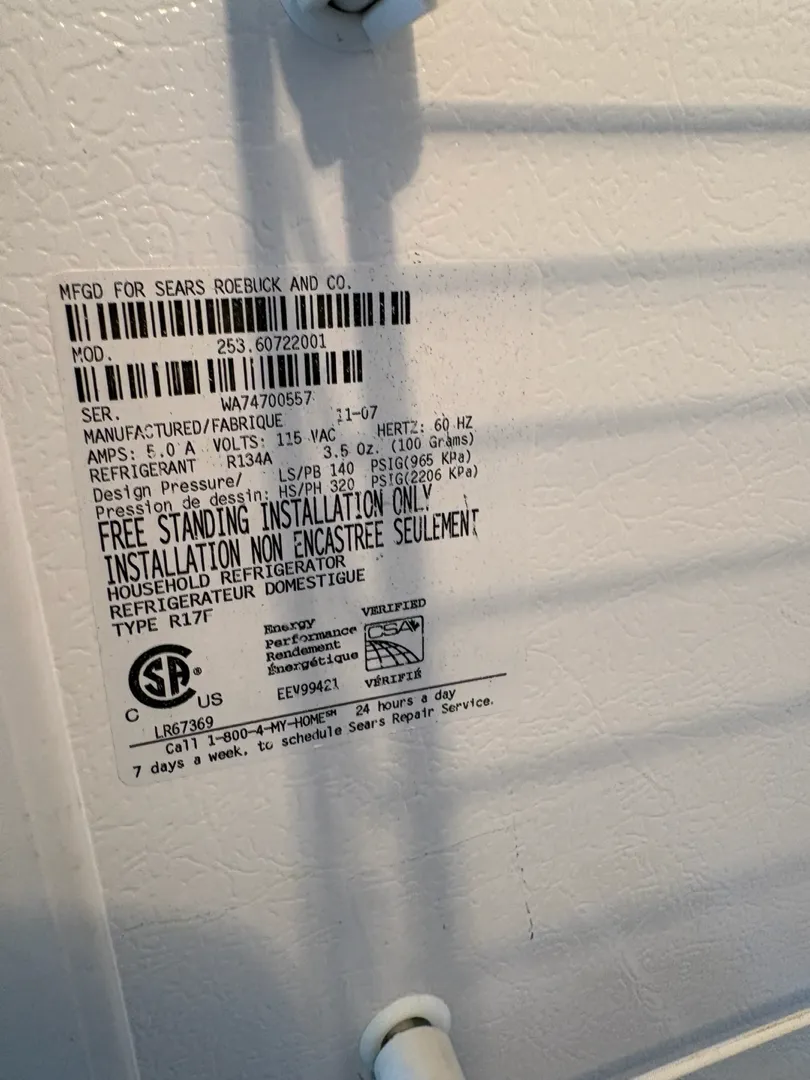 MFGD FOR SEARS ROEBUCK AND CO.
MOD. 253.60722001
SER. WA74700557
MANUFACTURED/FABRIQUE 11-07
AMPS: 5.0 A VOLTS: 115 VAC HERTZ: 60 HZ
REFRIGERANT R134A 3.5 Oz. (100 Grams)
Design Pressure/ LS/PB 140 PSIG(965 KPa)
Pression de dessin: HS/PH 320 PSIG(2206 KPa)
FREE STANDING INSTALLATION ONLY
INSTALLATION NON ENCASTREE SEULEMENT
HOUSEHOLD REFRIGERATOR
REFRIGERATEUR DOMESTIGUE
TYPE R17F
CSA®
C US
LR67369
Energy
Performance
Rendement
Énergétique
EEV99421
VERIFIED
CSA
VÉRIFIÉ
Call 1-800-4-MY-HOME℠ 24 hours a day
7 days a week, to schedule Sears Repair Service.